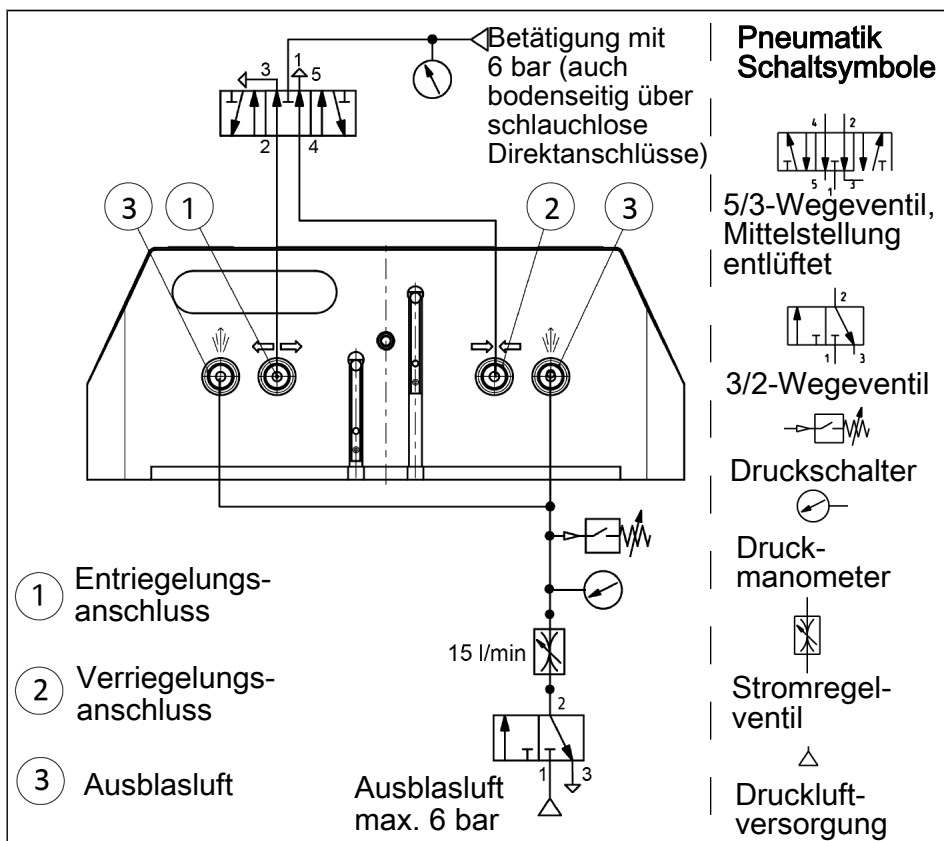 Betätigung mit
6 bar (auch
bodenseitig über
schlauchlose
Direktanschlüsse)
3
1
5
2
4
3
1
2
3
1 Entriegelungs-
anschluss
2 Verriegelungs-
anschluss
3 Ausblasluft
15 l/min
2
1
3
Ausblasluft
max. 6 bar
Pneumatik
Schaltsymbole
4
2
5
1
3
5/3-Wegeventil,
Mittelstellung
entlüftet
2
1
3
3/2-Wegeventil
Druckschalter
Druck-
manometer
Stromregel-
ventil
Druckluft-
versorgung